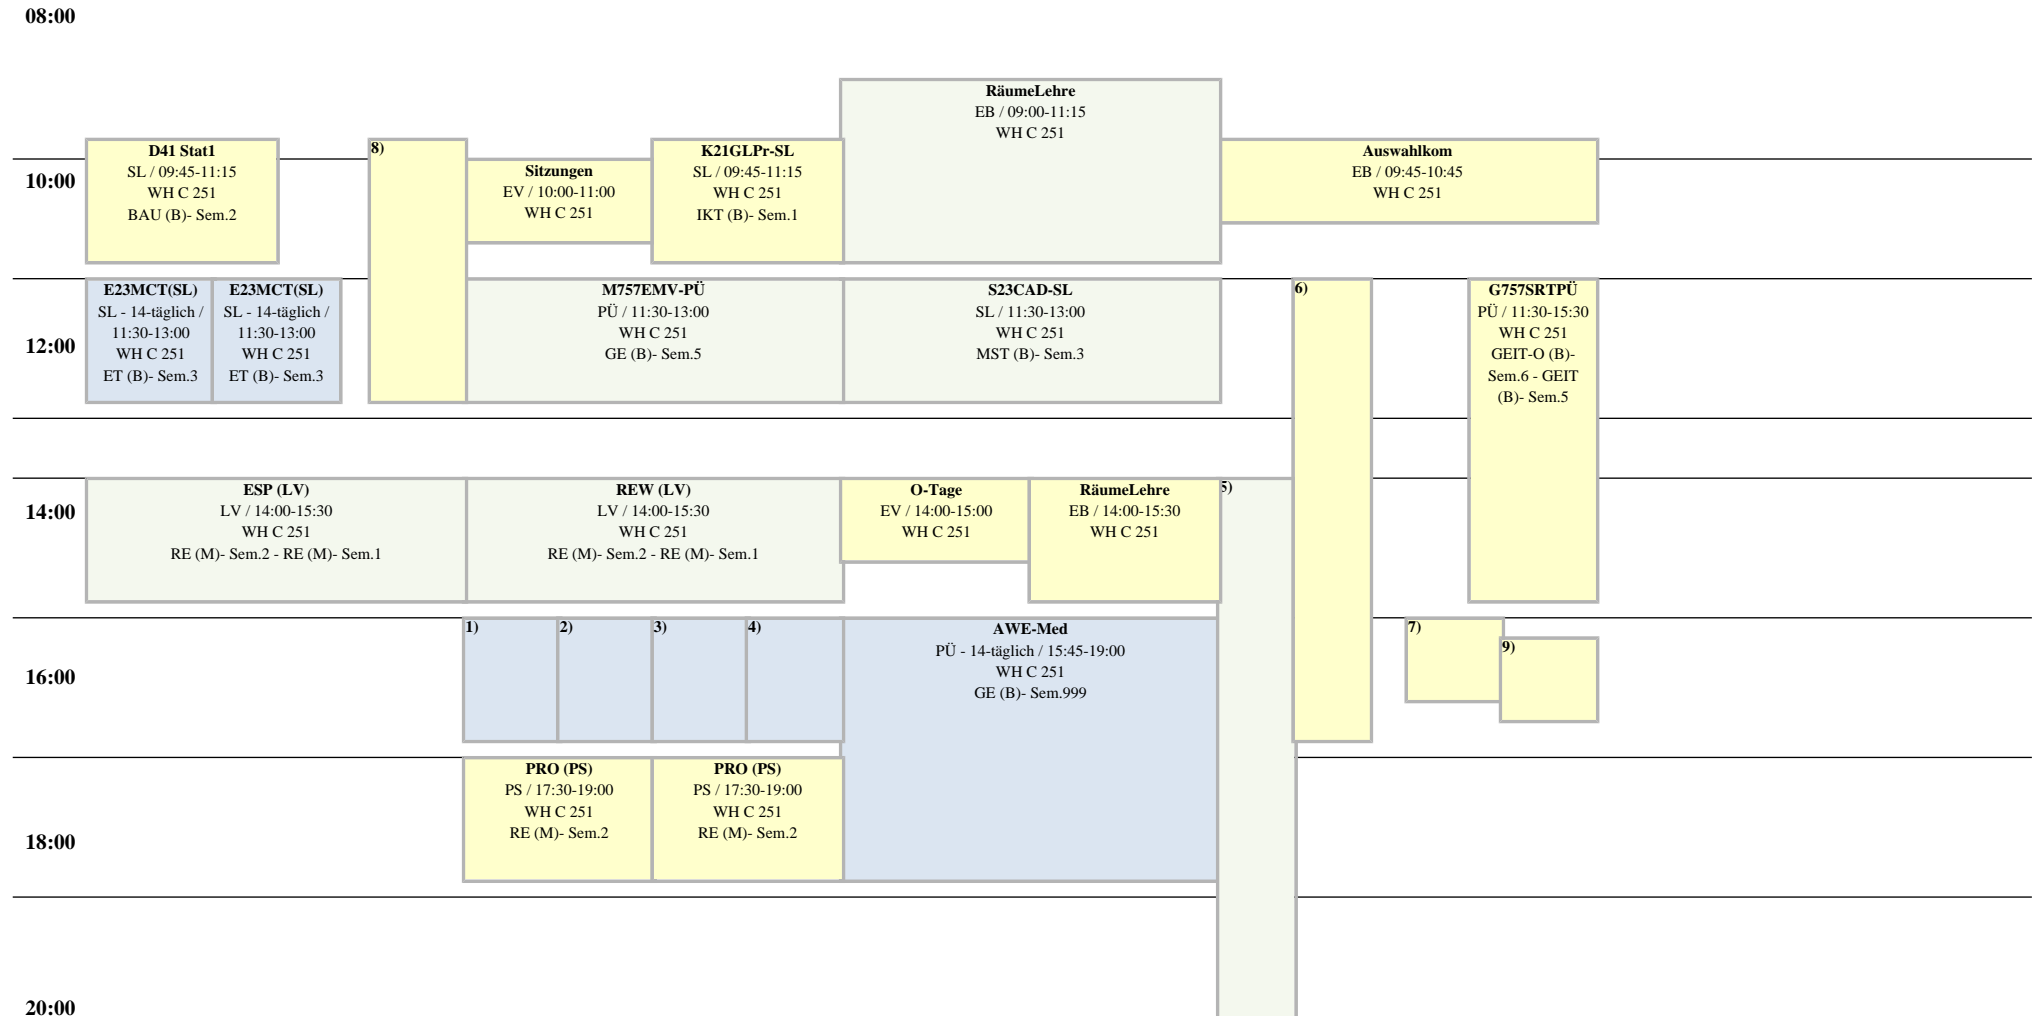 08:00
RäumeLehre
EB / 09:00-11:15
WH C 251
10:00
D41 Stat1
SL / 09:45-11:15
WH C 251
BAU (B)- Sem.2
8)
Sitzungen
EV / 10:00-11:00
WH C 251
K21GLPr-SL
SL / 09:45-11:15
WH C 251
IKT (B)- Sem.1
Auswahlkom
EB / 09:45-10:45
WH C 251
12:00
E23MCT(SL)
SL - 14-täglich /
11:30-13:00
WH C 251
ET (B)- Sem.3
E23MCT(SL)
SL - 14-täglich /
11:30-13:00
WH C 251
ET (B)- Sem.3
M757EMV-PÜ
PÜ / 11:30-13:00
WH C 251
GE (B)- Sem.5
S23CAD-SL
SL / 11:30-13:00
WH C 251
MST (B)- Sem.3
6)
G757SRTPÜ
PÜ / 11:30-15:30
WH C 251
GEIT-O (B)-
Sem.6 - GEIT
(B)- Sem.5
14:00
ESP (LV)
LV / 14:00-15:30
WH C 251
RE (M)- Sem.2 - RE (M)- Sem.1
REW (LV)
LV / 14:00-15:30
WH C 251
RE (M)- Sem.2 - RE (M)- Sem.1
O-Tage
EV / 14:00-15:00
WH C 251
RäumeLehre
EB / 14:00-15:30
WH C 251
5)
16:00
1)
2)
3)
4)
AWE-Med
PÜ - 14-täglich / 15:45-19:00
WH C 251
GE (B)- Sem.999
7)
9)
18:00
PRO (PS)
PS / 17:30-19:00
WH C 251
RE (M)- Sem.2
PRO (PS)
PS / 17:30-19:00
WH C 251
RE (M)- Sem.2
20:00